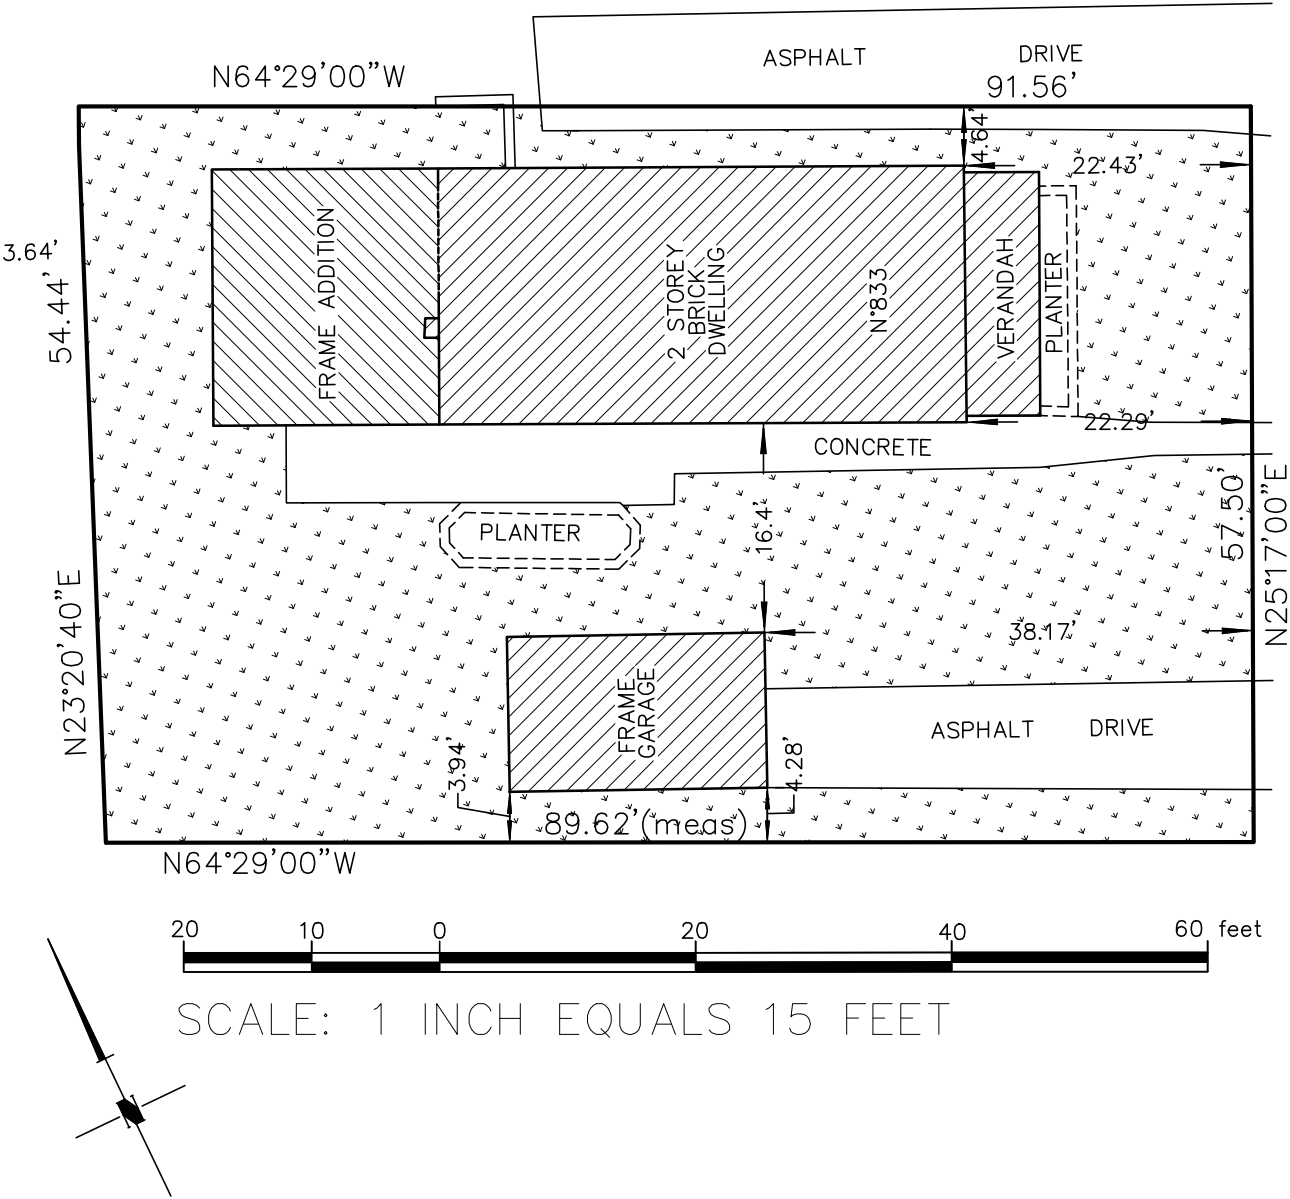 ASPHALT DRIVE
N64°29'00"W
91.56'
4.64'
22.43'
3.64'
54.44'
FRAME ADDITION
2 STOREY
BRICK
DWELLING
N°833
VERANDAH
PLANTER
22.29'
CONCRETE
57.50'
N25°17'00"E
PLANTER
16.4'
N23°20'40"E
38.17'
FRAME
GARAGE
ASPHALT DRIVE
3.94'
4.28'
89.62'(meas)
N64°29'00"W
20 10 0 20 40 60 feet
SCALE: 1 INCH EQUALS 15 FEET